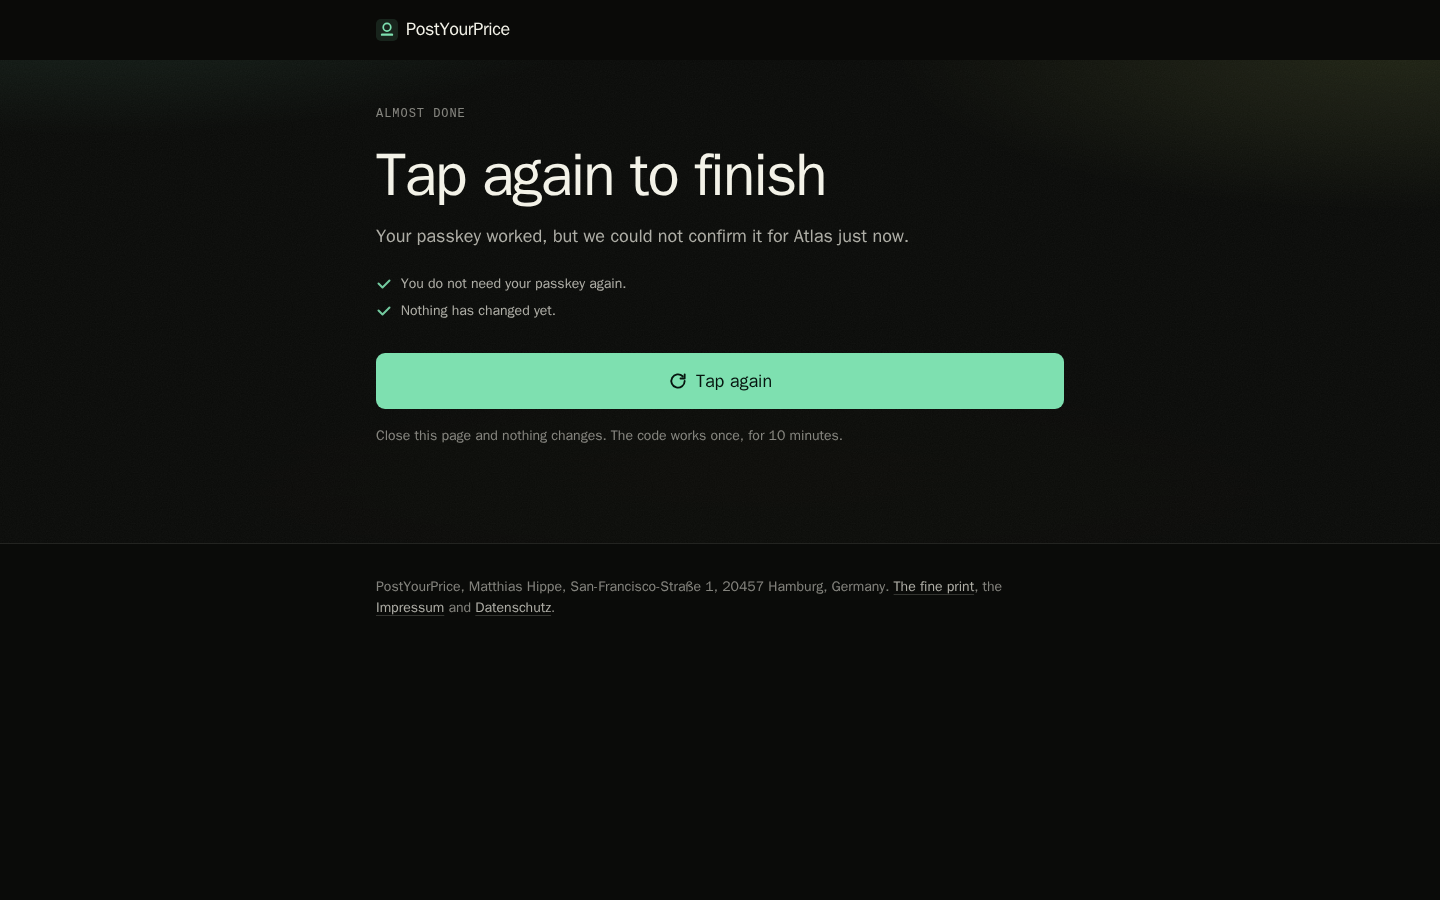 PostYourPrice
ALMOST DONE
Tap again to finish
Your passkey worked, but we could not confirm it for Atlas just now.
You do not need your passkey again.
Nothing has changed yet.
Tap again
Close this page and nothing changes. The code works once, for 10 minutes.
PostYourPrice, Matthias Hippe, San-Francisco-Straße 1, 20457 Hamburg, Germany. The fine print, the
Impressum and Datenschutz.